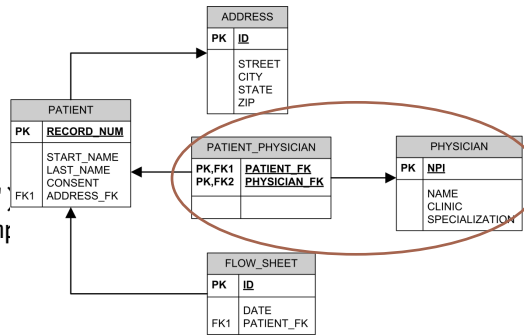 ADDRESS
PK ID
STREET
CITY
STATE
ZIP
PATIENT
PK RECORD_NUM
START_NAME
LAST_NAME
CONSENT
FK1 ADDRESS_FK
PATIENT_PHYSICIAN
PK,FK1 PATIENT_FK
PK,FK2 PHYSICIAN_FK
PHYSICIAN
PK NPI
NAME
CLINIC
SPECIALIZATION
FLOW_SHEET
PK ID
DATE
FK1 PATIENT_FK